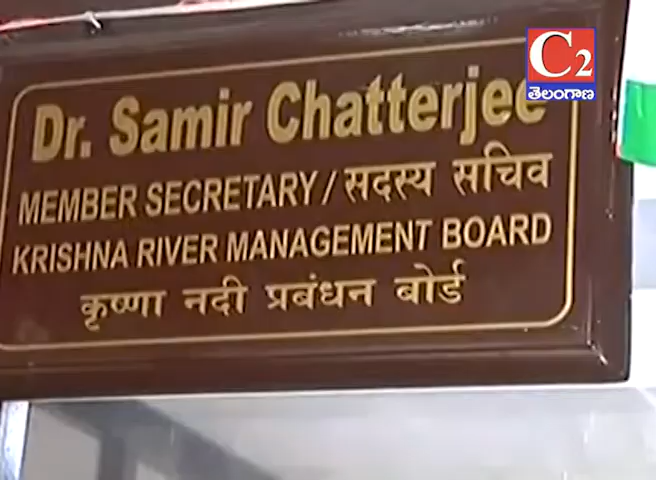 C2
తెలంగాణ
Dr. Samir Chatterjee
MEMBER SECRETARY / सदस्य सचिव
KRISHNA RIVER MANAGEMENT BOARD
कृष्णा नदी प्रबंधन बोर्ड